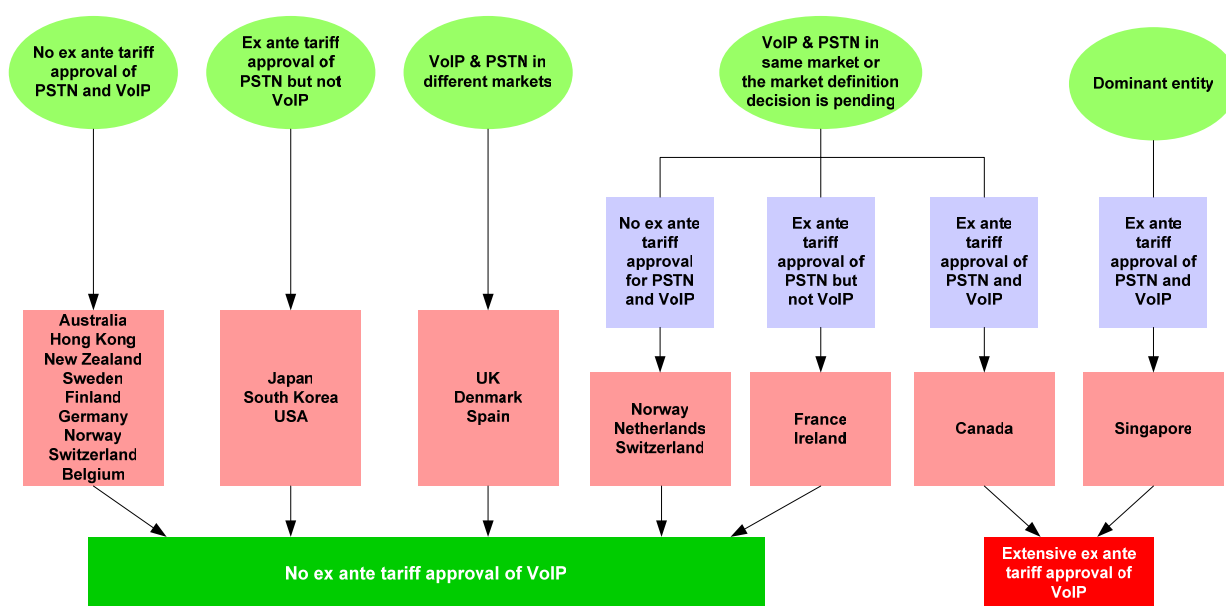 No ex ante tariff
approval of
PSTN and VoIP
Ex ante tariff
approval of
PSTN but not
VoIP
VoIP & PSTN in
different markets
VoIP & PSTN in
same market or
the market definition
decision is pending
Dominant entity
No ex ante
tariff
approval
for PSTN
and VoIP
Ex ante
tariff
approval of
PSTN but
not VoIP
Ex ante
tariff
approval of
PSTN and
VoIP
Ex ante
tariff
approval of
PSTN and
VoIP
Australia
Hong Kong
New Zealand
Sweden
Finland
Germany
Norway
Switzerland
Belgium
Japan
South Korea
USA
UK
Denmark
Spain
Norway
Netherlands
Switzerland
France
Ireland
Canada
Singapore
No ex ante tariff approval of VoIP
Extensive ex ante
tariff approval of
VoIP